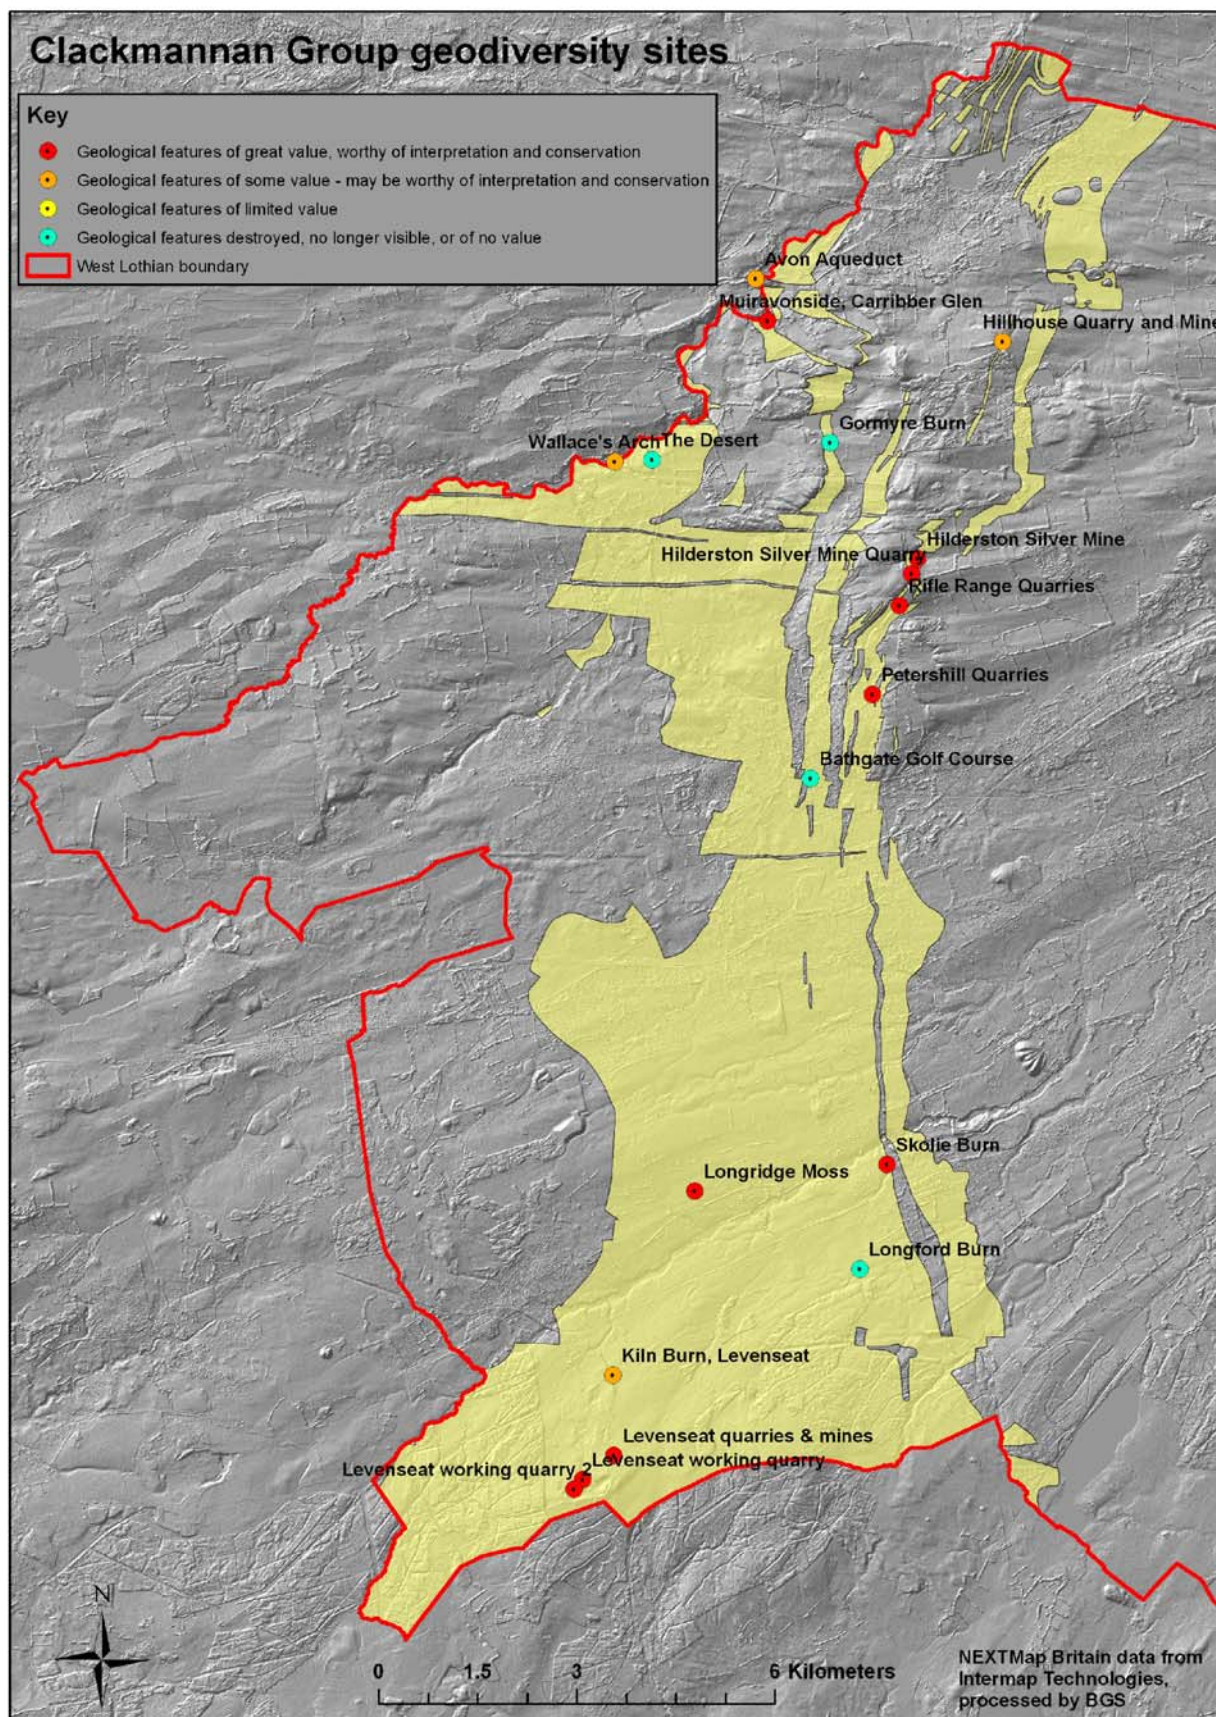 Clackmannan Group geodiversity sites
Key
Geological features of great value, worthy of interpretation and conservation
Geological features of some value - may be worthy of interpretation and conservation
Geological features of limited value
Geological features destroyed, no longer visible, or of no value
West Lothian boundary
Avon Aqueduct
Muiravonside, Carribber Glen
Hillhouse Quarry and Mine
Gormyre Burn
Wallace's Arch
The Desert
Hilderston Silver Mine
Hilderston Silver Mine Quarry
Rifle Range Quarries
Petershill Quarries
Bathgate Golf Course
Skolie Burn
Longridge Moss
Longford Burn
Kiln Burn, Levenseat
Levenseat quarries & mines
Levenseat working quarry
Levenseat working quarry 2
N
0 1.5 3 6 Kilometers
NEXTMap Britain data from
Intermap Technologies,
processed by BGS